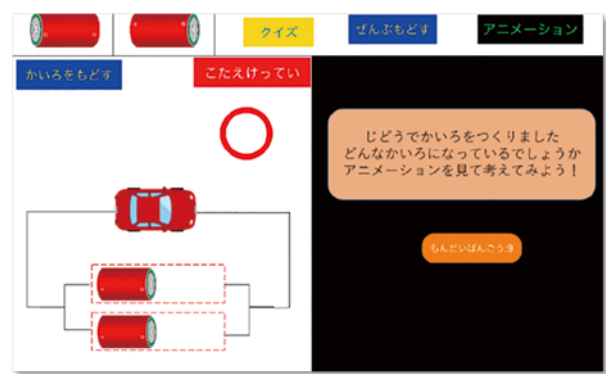 クイズ
ぜんぶもどす
アニメーション
かいろをもどす
こたえけってい
じどうでかいろをつくりました
どんなかいろになっているでしょうか
アニメーションを見て考えてみよう！
もんだいばんごう:9